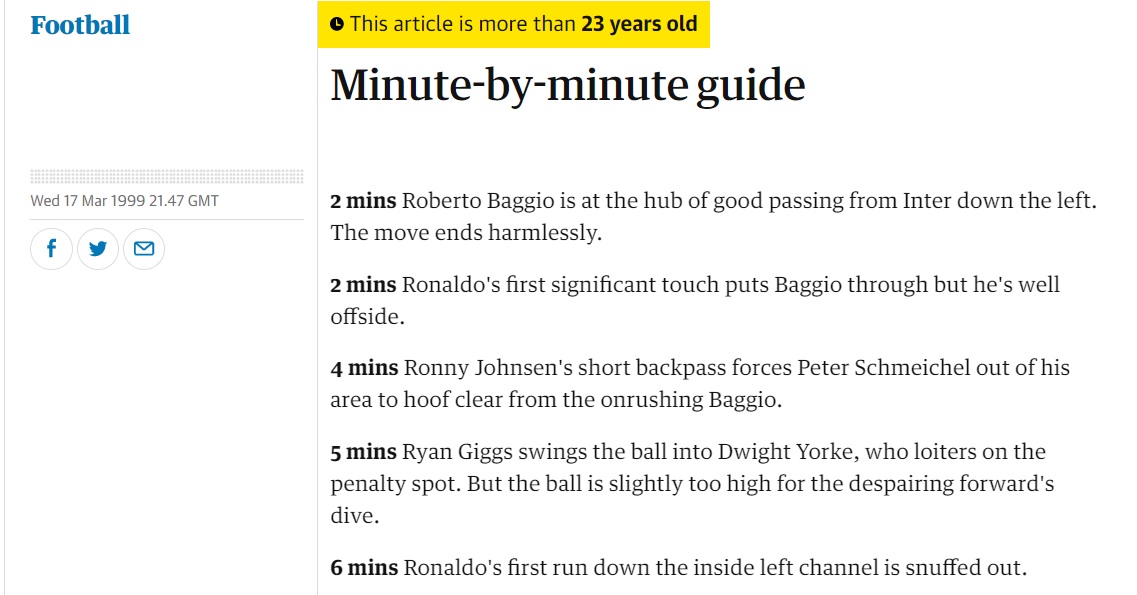 Football
This article is more than 23 years old
Minute-by-minute guide
Wed 17 Mar 1999 21.47 GMT
2 mins Roberto Baggio is at the hub of good passing from Inter down the left.
The move ends harmlessly.
2 mins Ronaldo's first significant touch puts Baggio through but he's well
offside.
4 mins Ronny Johnsen's short backpass forces Peter Schmeichel out of his
area to hoof clear from the onrushing Baggio.
5 mins Ryan Giggs swings the ball into Dwight Yorke, who loiters on the
penalty spot. But the ball is slightly too high for the despairing forward's
dive.
6 mins Ronaldo's first run down the inside left channel is snuffed out.